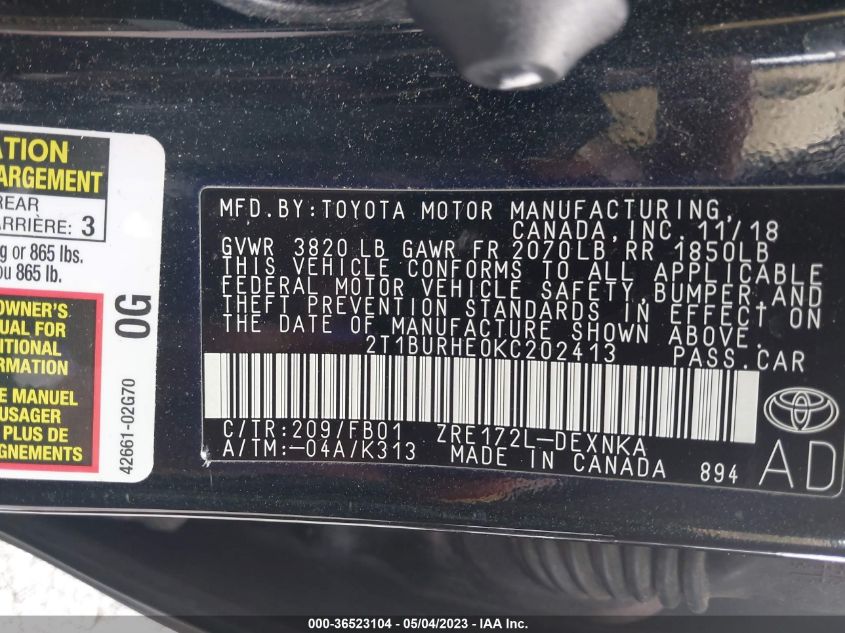 ATION
ARGEMENT
REAR
ARRIÈRE: 3
g or 865 lbs.
u 865 lb.
OWNER'S
UAL FOR
ITIONAL
RMATION
E MANUEL
USAGER
R PLUS DE
GNEMENTS
0G
42661-02G70
MFD.BY:TOYOTA MOTOR MANUFACTURING,
CANADA,INC. 11/18
GVWR 3820 LB GAWR FR 2070LB RR 1850LB
THIS VEHICLE CONFORMS TO ALL APPLICABLE
FEDERAL MOTOR VEHICLE SAFETY,BUMPER,AND
THEFT PREVENTION STANDARDS IN EFFECT ON
THE DATE OF MANUFACTURE SHOWN ABOVE.
2T1BURHE0KC202413 PASS.CAR
C/TR:209/FB01 ZRE172L-DEXNKA
A/TM:-04A/K313 MADE IN CANADA 894
AD
000-36523104 - 05/04/2023 - IAA Inc.